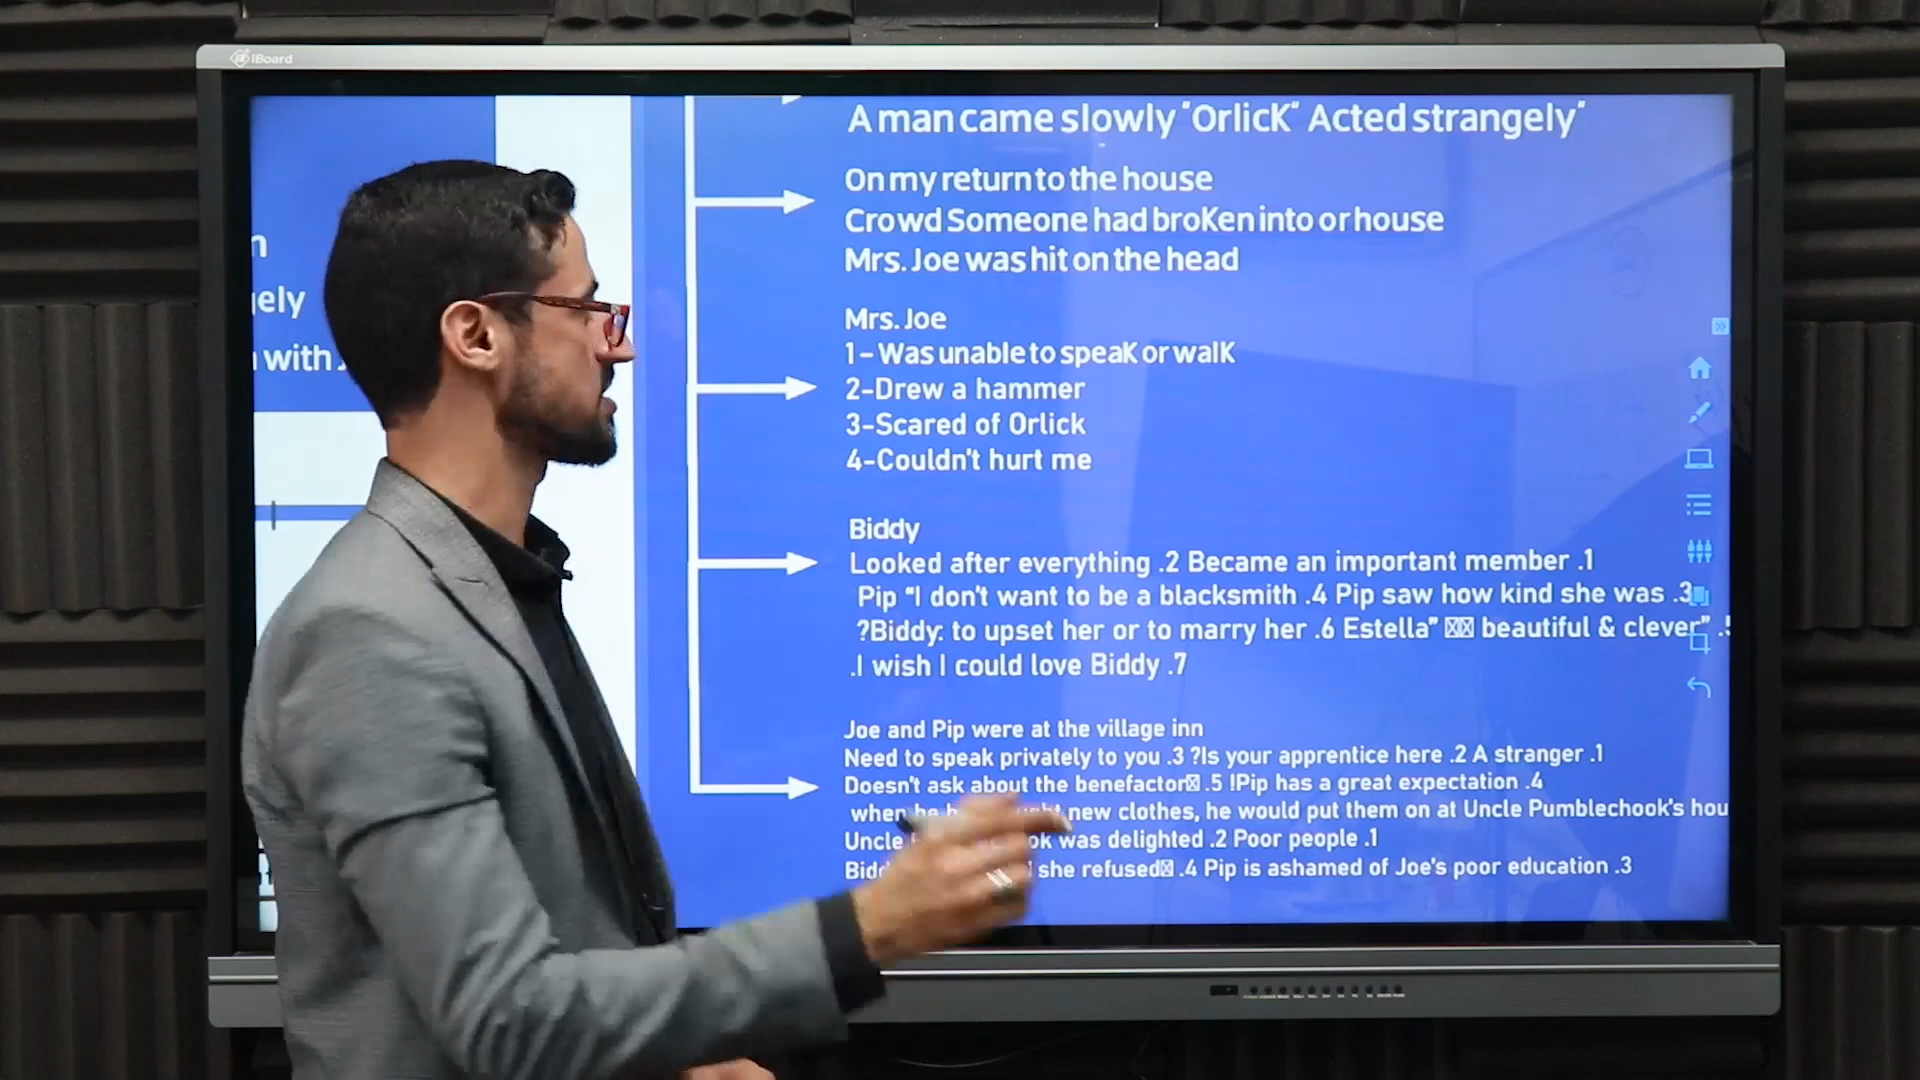 iBoard
n
ely
with
A man came slowly "OrlicK" Acted strangely"
On my return to the house
Crowd Someone had broKen into or house
Mrs. Joe was hit on the head
Mrs. Joe
1- Was unable to speaK or walK
2-Drew a hammer
3-Scared of Orlick
4-Couldn't hurt me
Biddy
Looked after everything .2 Became an important member .1
Pip "I don't want to be a blacksmith .4 Pip saw how kind she was .3
?Biddy: to upset her or to marry her .6 Estella" beautiful & clever" .5
.I wish I could love Biddy .7
Joe and Pip were at the village inn
Need to speak privately to you .3 ?Is your apprentice here .2 A stranger .1
Doesn't ask about the benefactor .5 !Pip has a great expectation .4
when he new clothes, he would put them on at Uncle Pumblechook's hou
Uncle ok was delighted .2 Poor people .1
Bidd she refused .4 Pip is ashamed of Joe's poor education .3